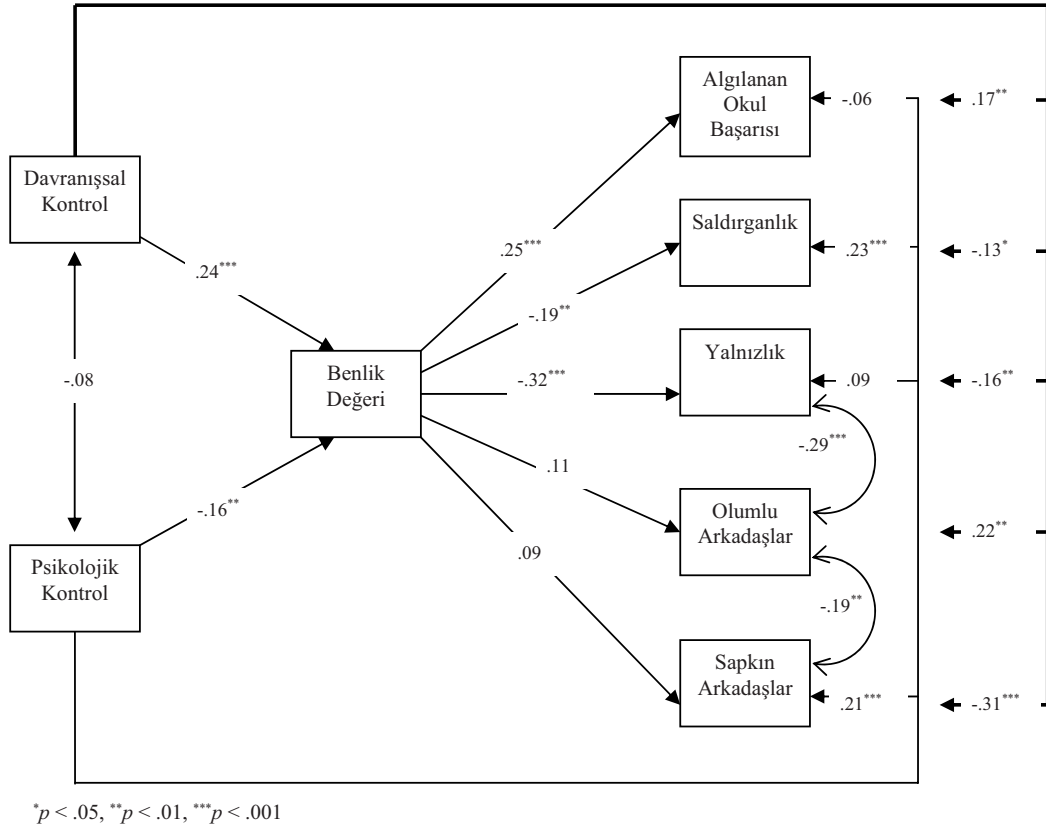 Algılanan
Okul
Başarısı
-.06
.17**
Davranışsal
Kontrol
Saldırganlık
.25***
.23***
-.13*
.24***
-.19**
Yalnızlık
-.08
Benlik
Değeri
-.32***
.09
-.16**
-.29***
.11
Olumlu
Arkadaşlar
-.16**
.22**
.09
Psikolojik
Kontrol
-.19**
Sapkın
Arkadaşlar
.21***
-.31***
*p < .05, **p < .01, ***p < .001